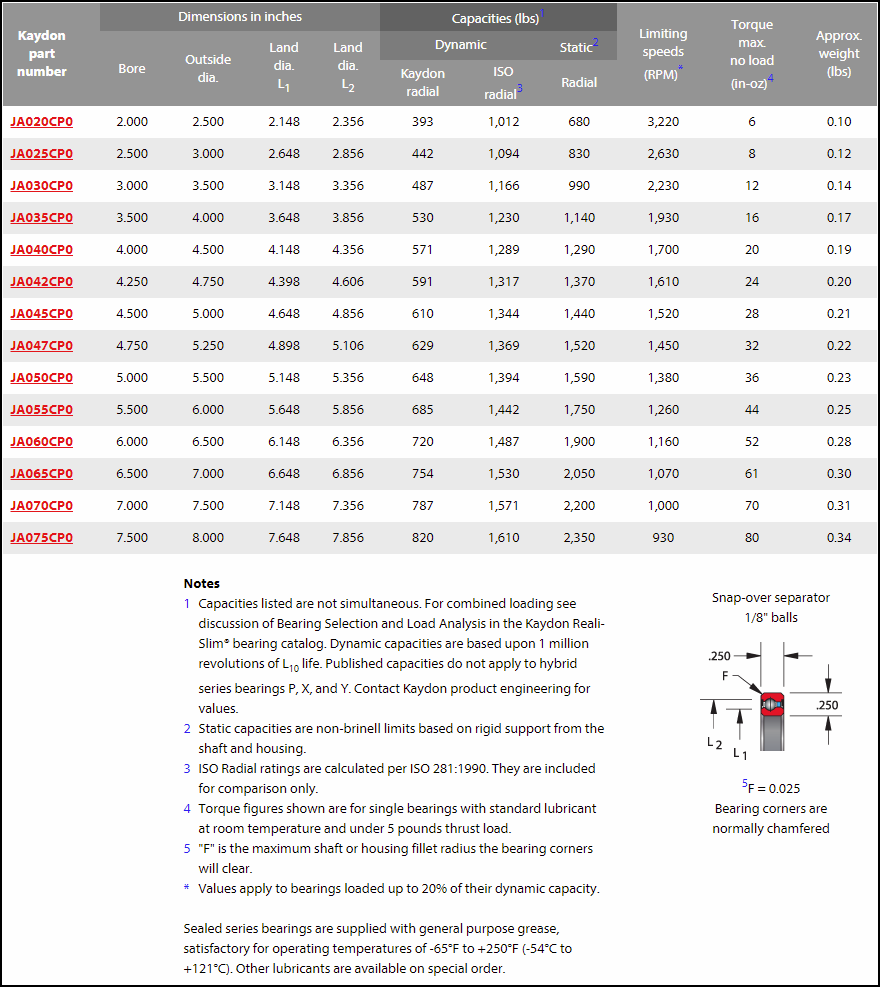 Kaydon part number Dimensions in inches Capacities (lbs)1 Limiting speeds (RPM)* Torque max. no load (in-oz)4 Approx. weight (lbs)
Bore Outside dia. Land dia. L1 Land dia. L2 Dynamic Static2
Kaydon radial ISO radial3 Radial
JA020CP0 2.000 2.500 2.148 2.356 393 1,012 680 3,220 6 0.10
JA025CP0 2.500 3.000 2.648 2.856 442 1,094 830 2,630 8 0.12
JA030CP0 3.000 3.500 3.148 3.356 487 1,166 990 2,230 12 0.14
JA035CP0 3.500 4.000 3.648 3.856 530 1,230 1,140 1,930 16 0.17
JA040CP0 4.000 4.500 4.148 4.356 571 1,289 1,290 1,700 20 0.19
JA042CP0 4.250 4.750 4.398 4.606 591 1,317 1,370 1,610 24 0.20
JA045CP0 4.500 5.000 4.648 4.856 610 1,344 1,440 1,520 28 0.21
JA047CP0 4.750 5.250 4.898 5.106 629 1,369 1,520 1,450 32 0.22
JA050CP0 5.000 5.500 5.148 5.356 648 1,394 1,590 1,380 36 0.23
JA055CP0 5.500 6.000 5.648 5.856 685 1,442 1,750 1,260 44 0.25
JA060CP0 6.000 6.500 6.148 6.356 720 1,487 1,900 1,160 52 0.28
JA065CP0 6.500 7.000 6.648 6.856 754 1,530 2,050 1,070 61 0.30
JA070CP0 7.000 7.500 7.148 7.356 787 1,571 2,200 1,000 70 0.31
JA075CP0 7.500 8.000 7.648 7.856 820 1,610 2,350 930 80 0.34
Notes
1 Capacities listed are not simultaneous. For combined loading see
discussion of Bearing Selection and Load Analysis in the Kaydon Reali-
Slim® bearing catalog. Dynamic capacities are based upon 1 million
revolutions of L10 life. Published capacities do not apply to hybrid
series bearings P, X, and Y. Contact Kaydon product engineering for
values.
2 Static capacities are non-brinell limits based on rigid support from the
shaft and housing.
3 ISO Radial ratings are calculated per ISO 281:1990. They are included
for comparison only.
4 Torque figures shown are for single bearings with standard lubricant
at room temperature and under 5 pounds thrust load.
5 "F" is the maximum shaft or housing fillet radius the bearing corners
will clear.
* Values apply to bearings loaded up to 20% of their dynamic capacity.
Sealed series bearings are supplied with general purpose grease,
satisfactory for operating temperatures of -65°F to +250°F (-54°C to
+121°C). Other lubricants are available on special order.
Snap-over separator
1/8" balls
.250
F
.250
L2
L1
5F = 0.025
Bearing corners are
normally chamfered